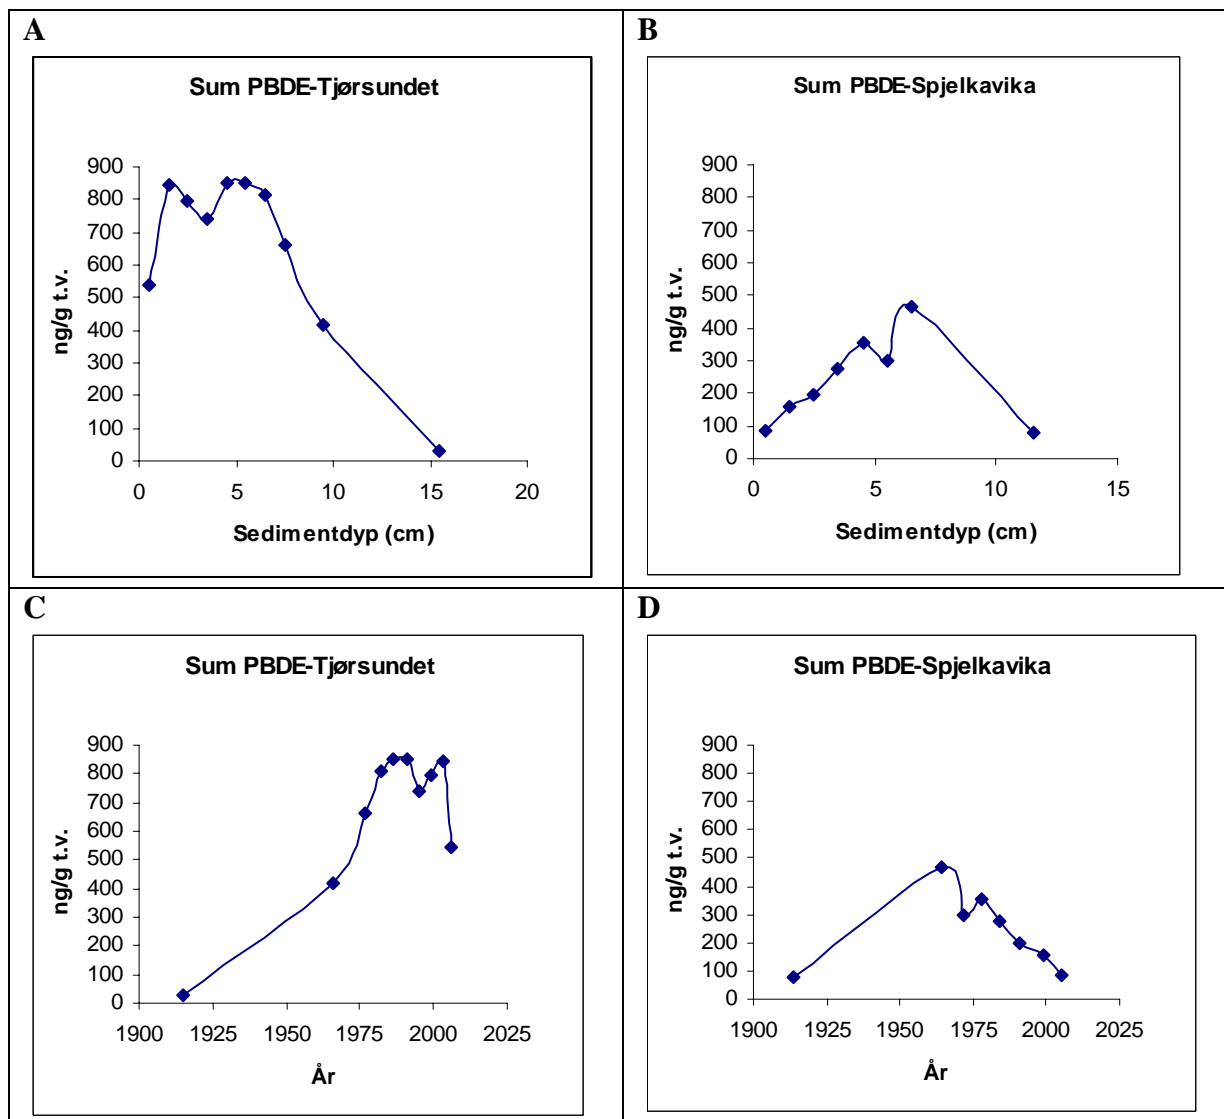 A
Sum PBDE-Tjørsundet
ng/g t.v.
900
800
700
600
500
400
300
200
100
0
0 5 10 15 20
Sedimentdyp (cm)
B
Sum PBDE-Spjelkavika
ng/g t.v.
900
800
700
600
500
400
300
200
100
0
0 5 10 15
Sedimentdyp (cm)
C
Sum PBDE-Tjørsundet
ng/g t.v.
900
800
700
600
500
400
300
200
100
0
1900 1925 1950 1975 2000 2025
År
D
Sum PBDE-Spjelkavika
ng/g t.v.
900
800
700
600
500
400
300
200
100
0
1900 1925 1950 1975 2000 2025
År